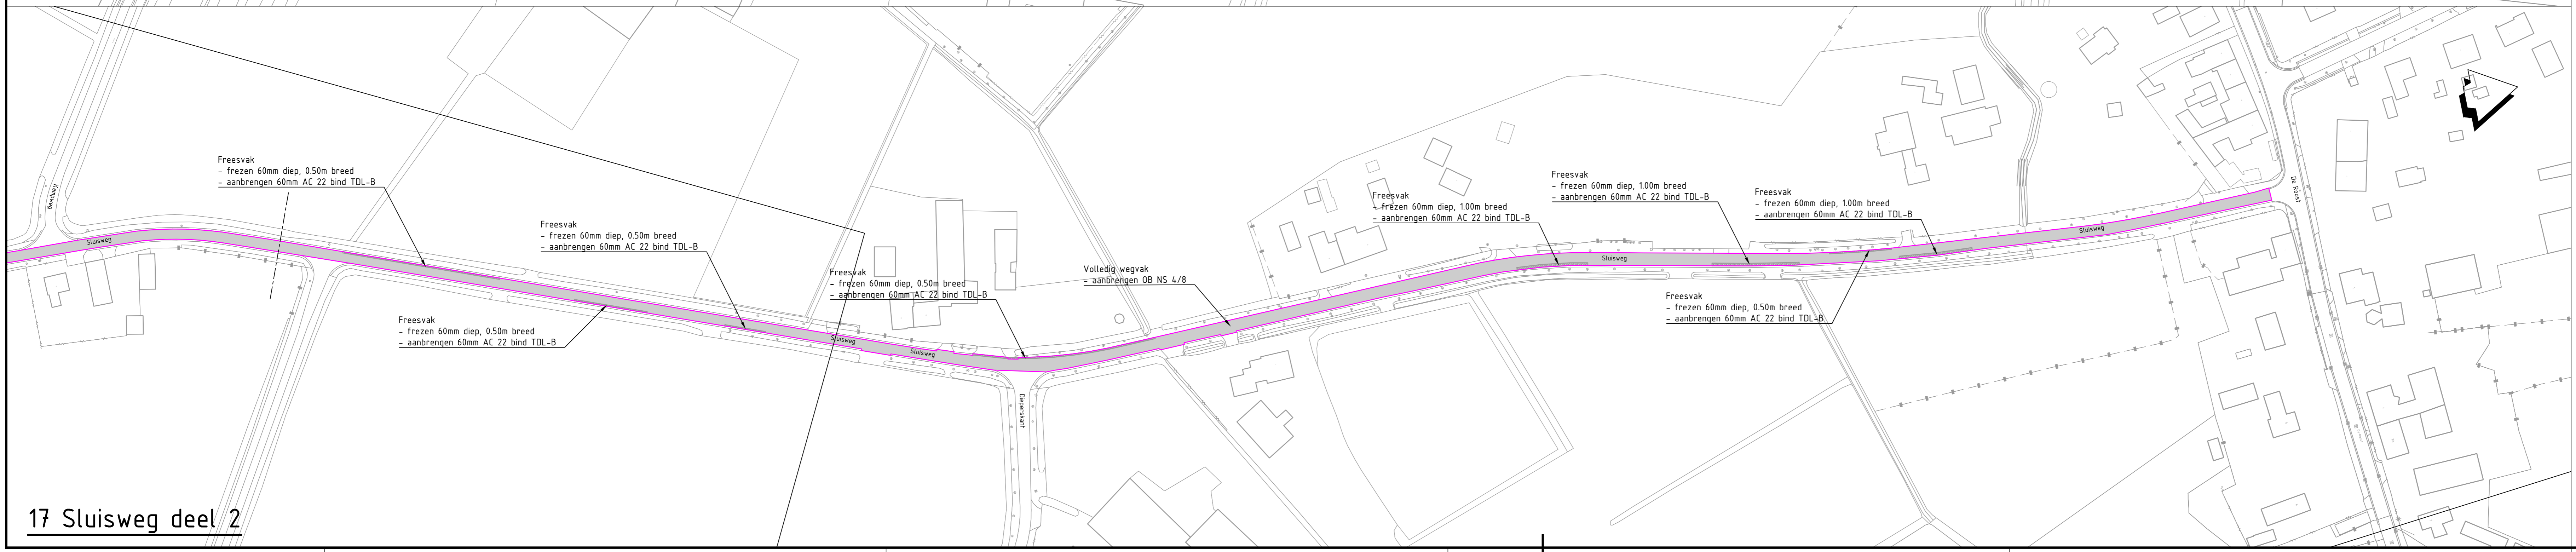 Freesvak
- frezen 60mm diep, 0.50m breed
- aanbrengen 60mm AC 22 bind TDL-B
Kampweg
Sluisweg
Freesvak
- frezen 60mm diep, 0.50m breed
- aanbrengen 60mm AC 22 bind TDL-B
Freesvak
- frezen 60mm diep, 0.50m breed
- aanbrengen 60mm AC 22 bind TDL-B
Freesvak
- frezen 60mm diep, 0.50m breed
- aanbrengen 60mm AC 22 bind TDL-B
Sluisweg
Sluisweg
Dieperskant
Volledig wegvak
- aanbrengen OB NS 4/8
Freesvak
- frezen 60mm diep, 1.00m breed
- aanbrengen 60mm AC 22 bind TDL-B
Freesvak
- frezen 60mm diep, 1.00m breed
- aanbrengen 60mm AC 22 bind TDL-B
Freesvak
- frezen 60mm diep, 1.00m breed
- aanbrengen 60mm AC 22 bind TDL-B
Sluisweg
Freesvak
- frezen 60mm diep, 0.50m breed
- aanbrengen 60mm AC 22 bind TDL-B
Sluisweg
17 Sluisweg deel 2